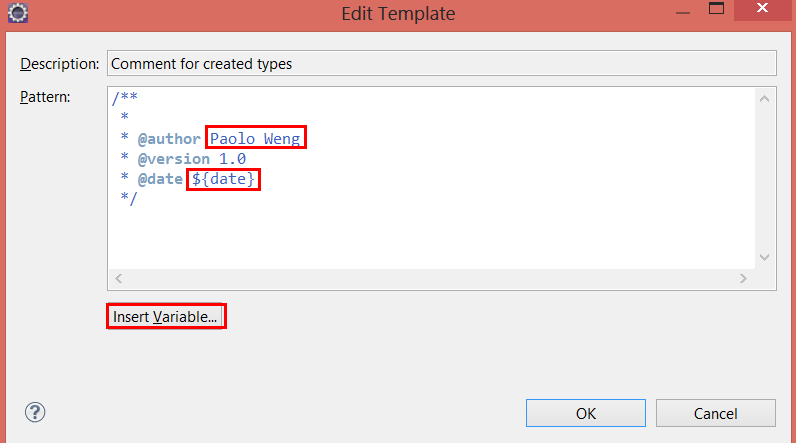 Edit Template
Description: Comment for created types
Pattern:
/**
 *
 * @author Paolo Weng
 * @version 1.0
 * @date ${date}
 */
Insert Variable...
?
OK Cancel